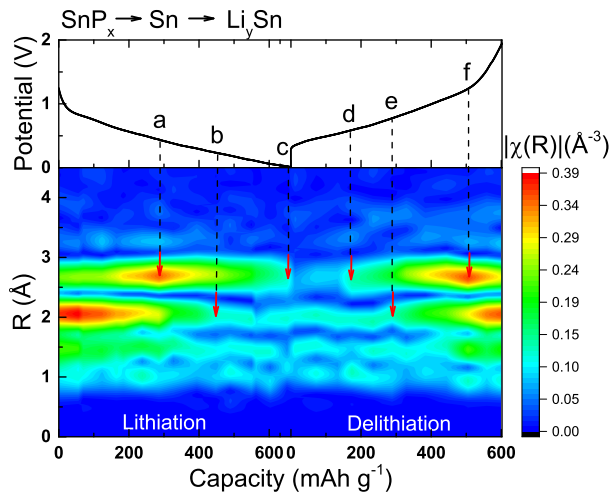 SnPₓ → Sn → LiᵧSn
Potential (V)
2
1
0
a
b
c
d
e
f
|χ(R)|(Å⁻³)
R (Å)
4
3
2
1
0
Lithiation
Delithiation
0.39
0.34
0.29
0.24
0.19
0.15
0.10
0.05
0.00
0 200 400 600 0 200 400 600
Capacity (mAh g⁻¹)